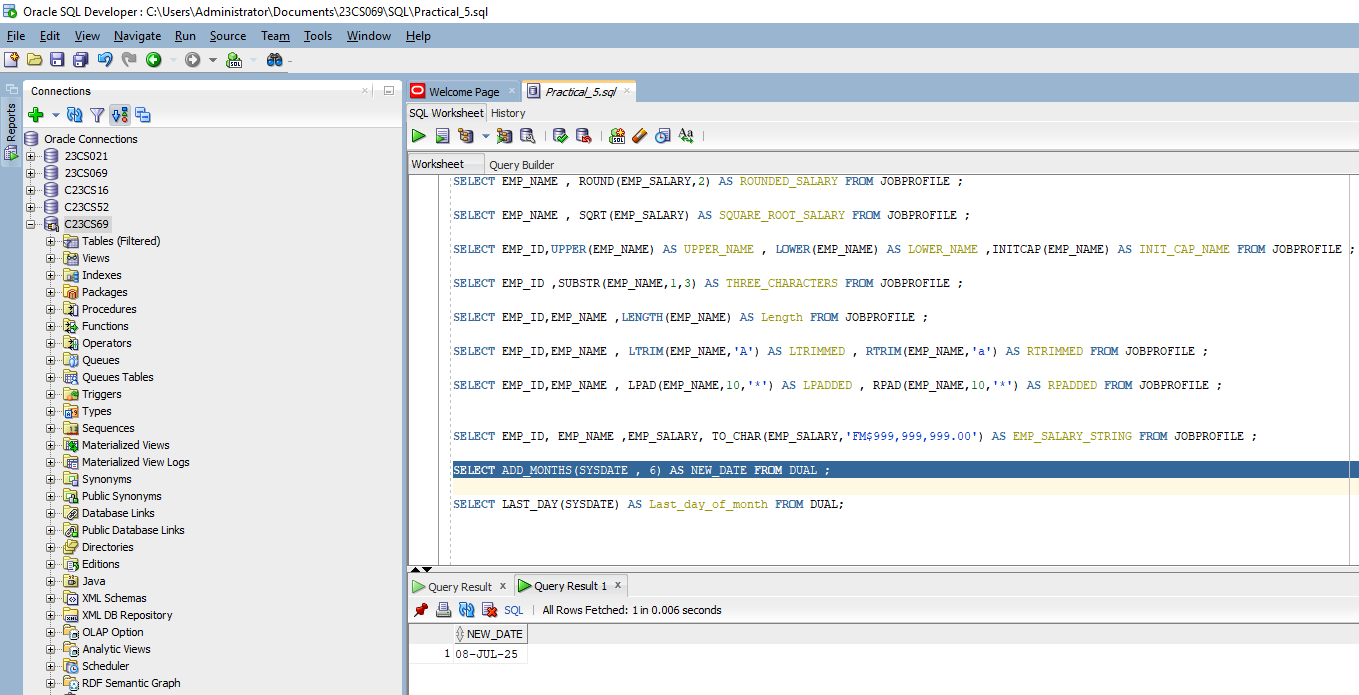 Oracle SQL Developer : C:\Users\Administrator\Documents\23CS069\SQL\Practical_5.sql
File Edit View Navigate Run Source Team Tools Window Help
Reports
Connections
Oracle Connections
23CS021
23CS069
C23CS16
C23CS52
C23CS69
Tables (Filtered)
Views
Indexes
Packages
Procedures
Functions
Operators
Queues
Queues Tables
Triggers
Types
Sequences
Materialized Views
Materialized View Logs
Synonyms
Public Synonyms
Database Links
Public Database Links
Directories
Editions
Java
XML Schemas
XML DB Repository
OLAP Option
Analytic Views
Scheduler
RDF Semantic Graph
Welcome Page Practical_5.sql
SQL Worksheet History
Worksheet Query Builder
SELECT EMP_NAME , ROUND(EMP_SALARY,2) AS ROUNDED_SALARY FROM JOBPROFILE ;
SELECT EMP_NAME , SQRT(EMP_SALARY) AS SQUARE_ROOT_SALARY FROM JOBPROFILE ;
SELECT EMP_ID,UPPER(EMP_NAME) AS UPPER_NAME , LOWER(EMP_NAME) AS LOWER_NAME ,INITCAP(EMP_NAME) AS INIT_CAP_NAME FROM JOBPROFILE ;
SELECT EMP_ID ,SUBSTR(EMP_NAME,1,3) AS THREE_CHARACTERS FROM JOBPROFILE ;
SELECT EMP_ID,EMP_NAME ,LENGTH(EMP_NAME) AS Length FROM JOBPROFILE ;
SELECT EMP_ID,EMP_NAME , LTRIM(EMP_NAME,'A') AS LTRIMMED , RTRIM(EMP_NAME,'a') AS RTRIMMED FROM JOBPROFILE ;
SELECT EMP_ID,EMP_NAME , LPAD(EMP_NAME,10,'*') AS LPADDED , RPAD(EMP_NAME,10,'*') AS RPADDED FROM JOBPROFILE ;
SELECT EMP_ID, EMP_NAME ,EMP_SALARY, TO_CHAR(EMP_SALARY,'FM$999,999,999.00') AS EMP_SALARY_STRING FROM JOBPROFILE ;
SELECT ADD_MONTHS(SYSDATE , 6) AS NEW_DATE FROM DUAL ;
SELECT LAST_DAY(SYSDATE) AS Last_day_of_month FROM DUAL;
Query Result x Query Result 1 x
SQL | All Rows Fetched: 1 in 0.006 seconds
NEW_DATE
1 08-JUL-25